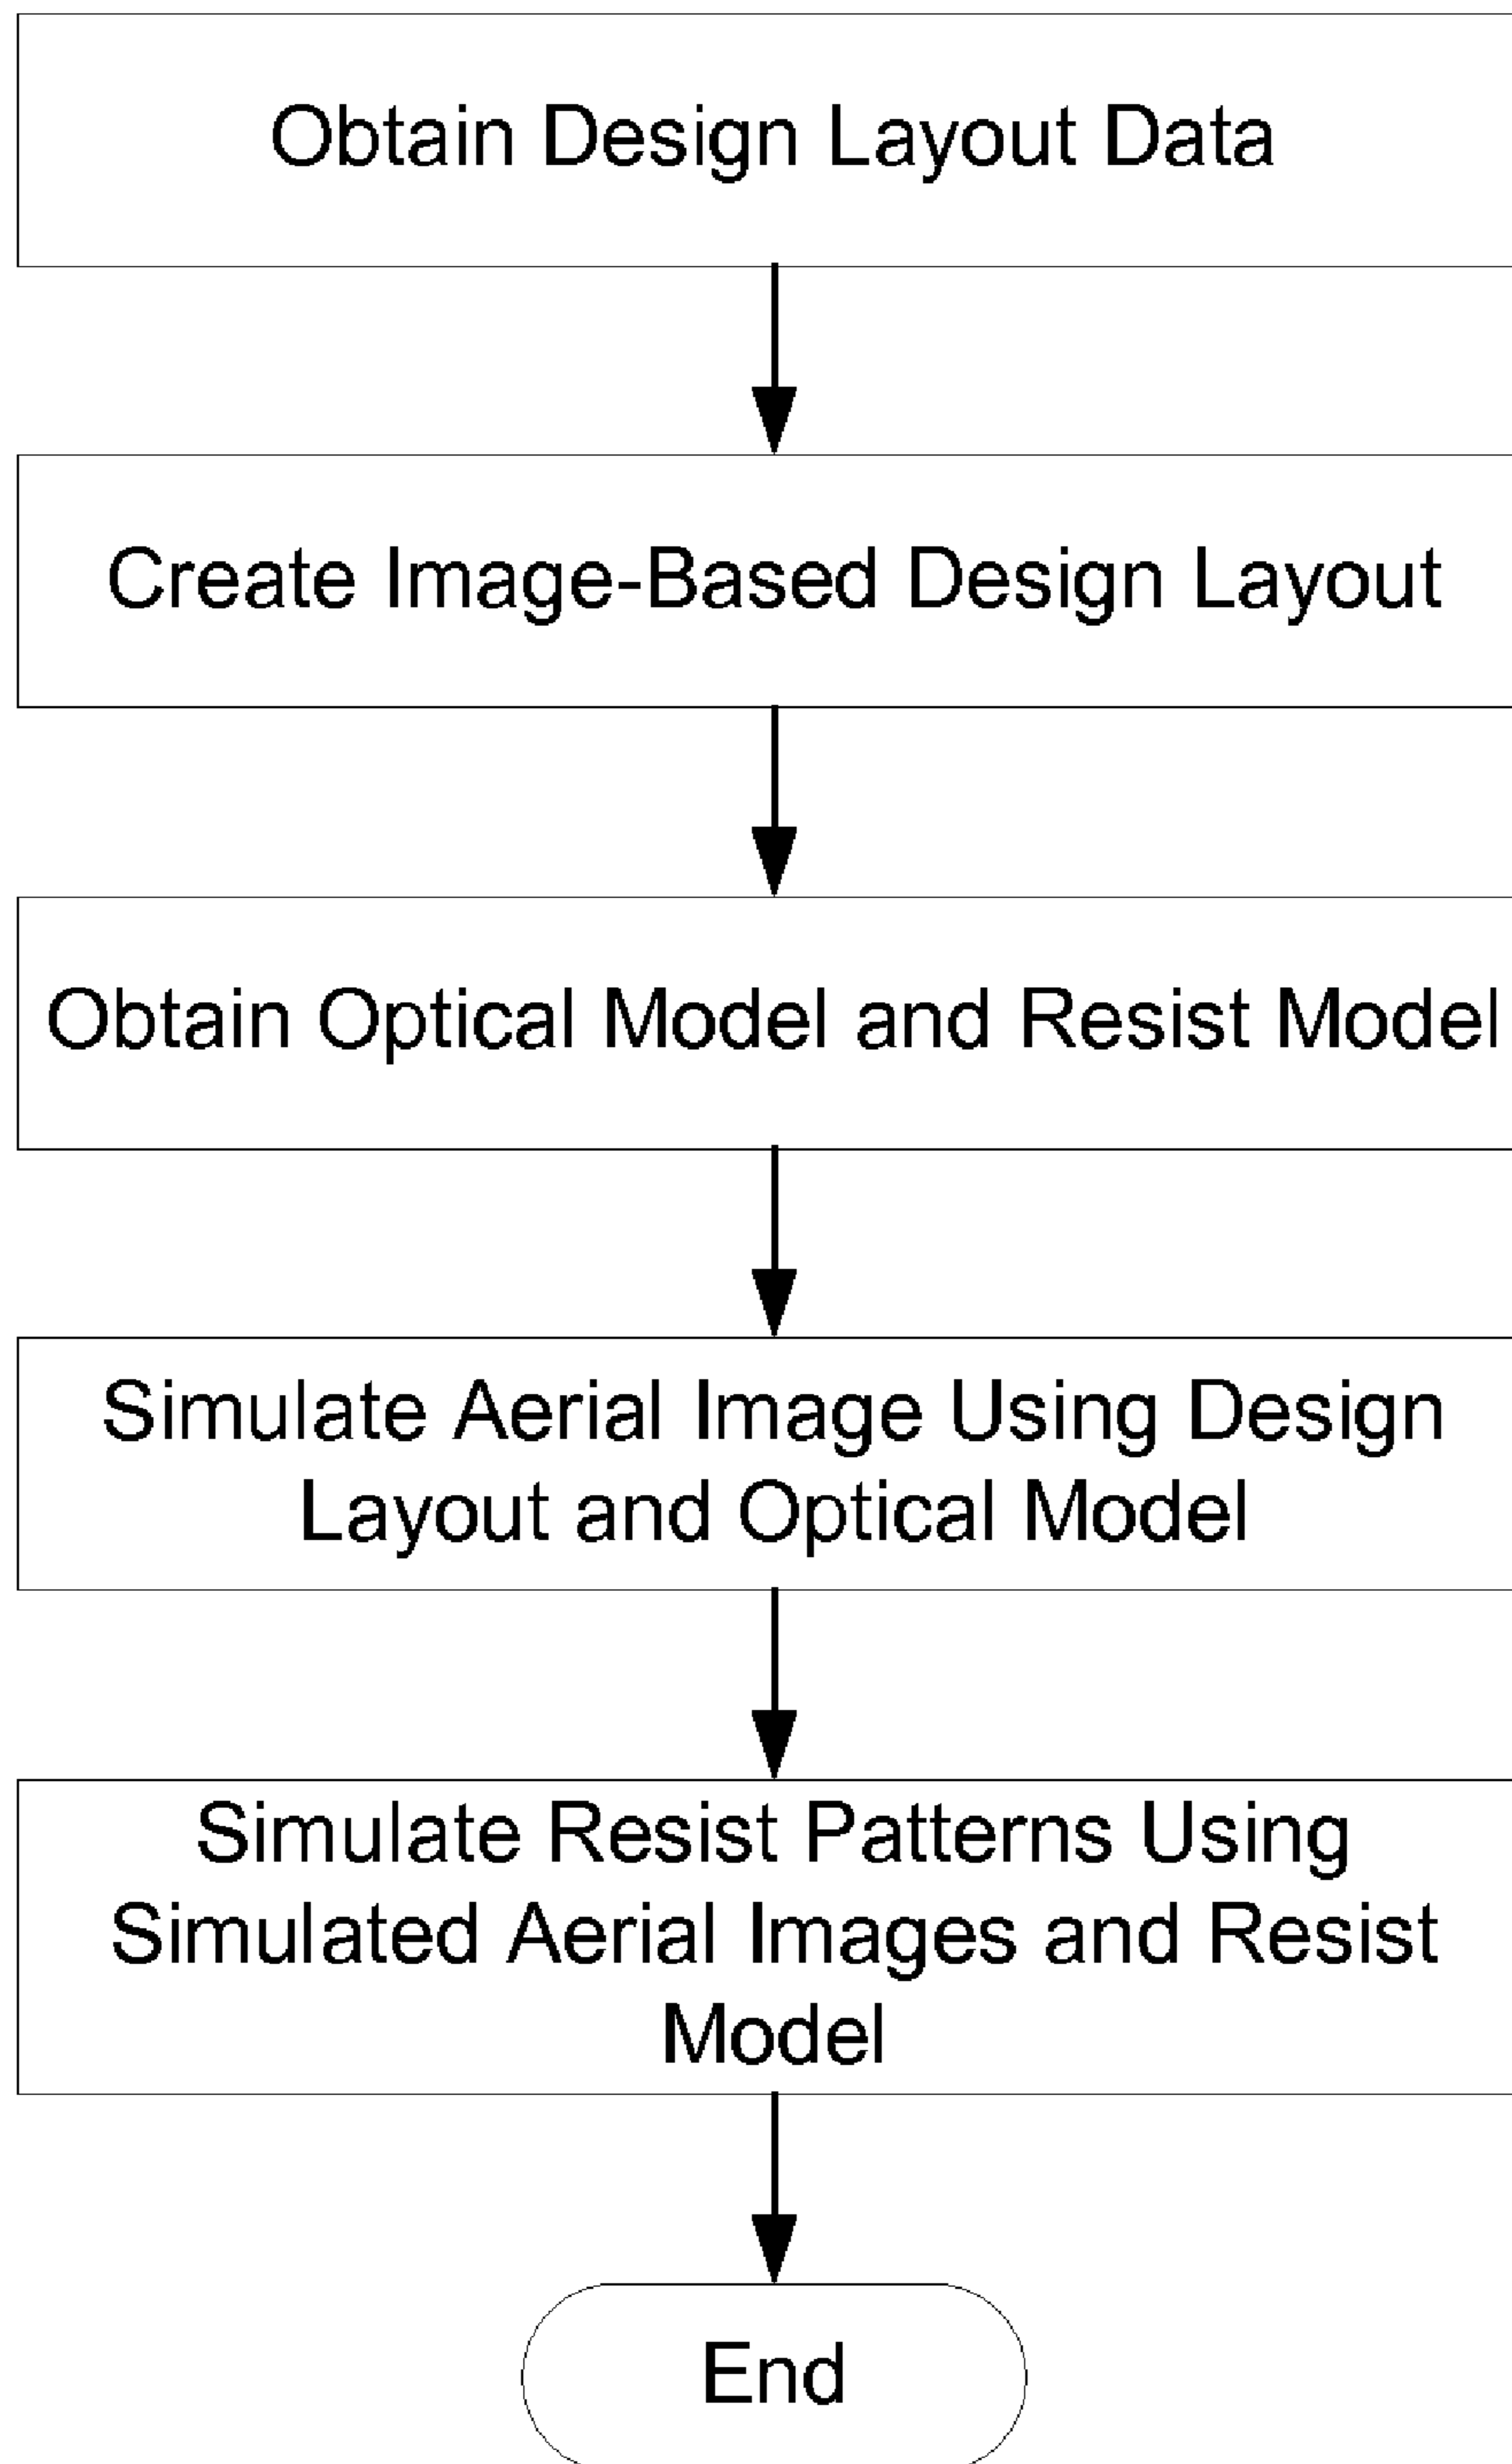 Obtain Design Layout Data
Create Image-Based Design Layout
Obtain Optical Model and Resist Model
Simulate Aerial Image Using Design
Layout and Optical Model
Simulate Resist Patterns Using
Simulated Aerial Images and Resist
Model
End